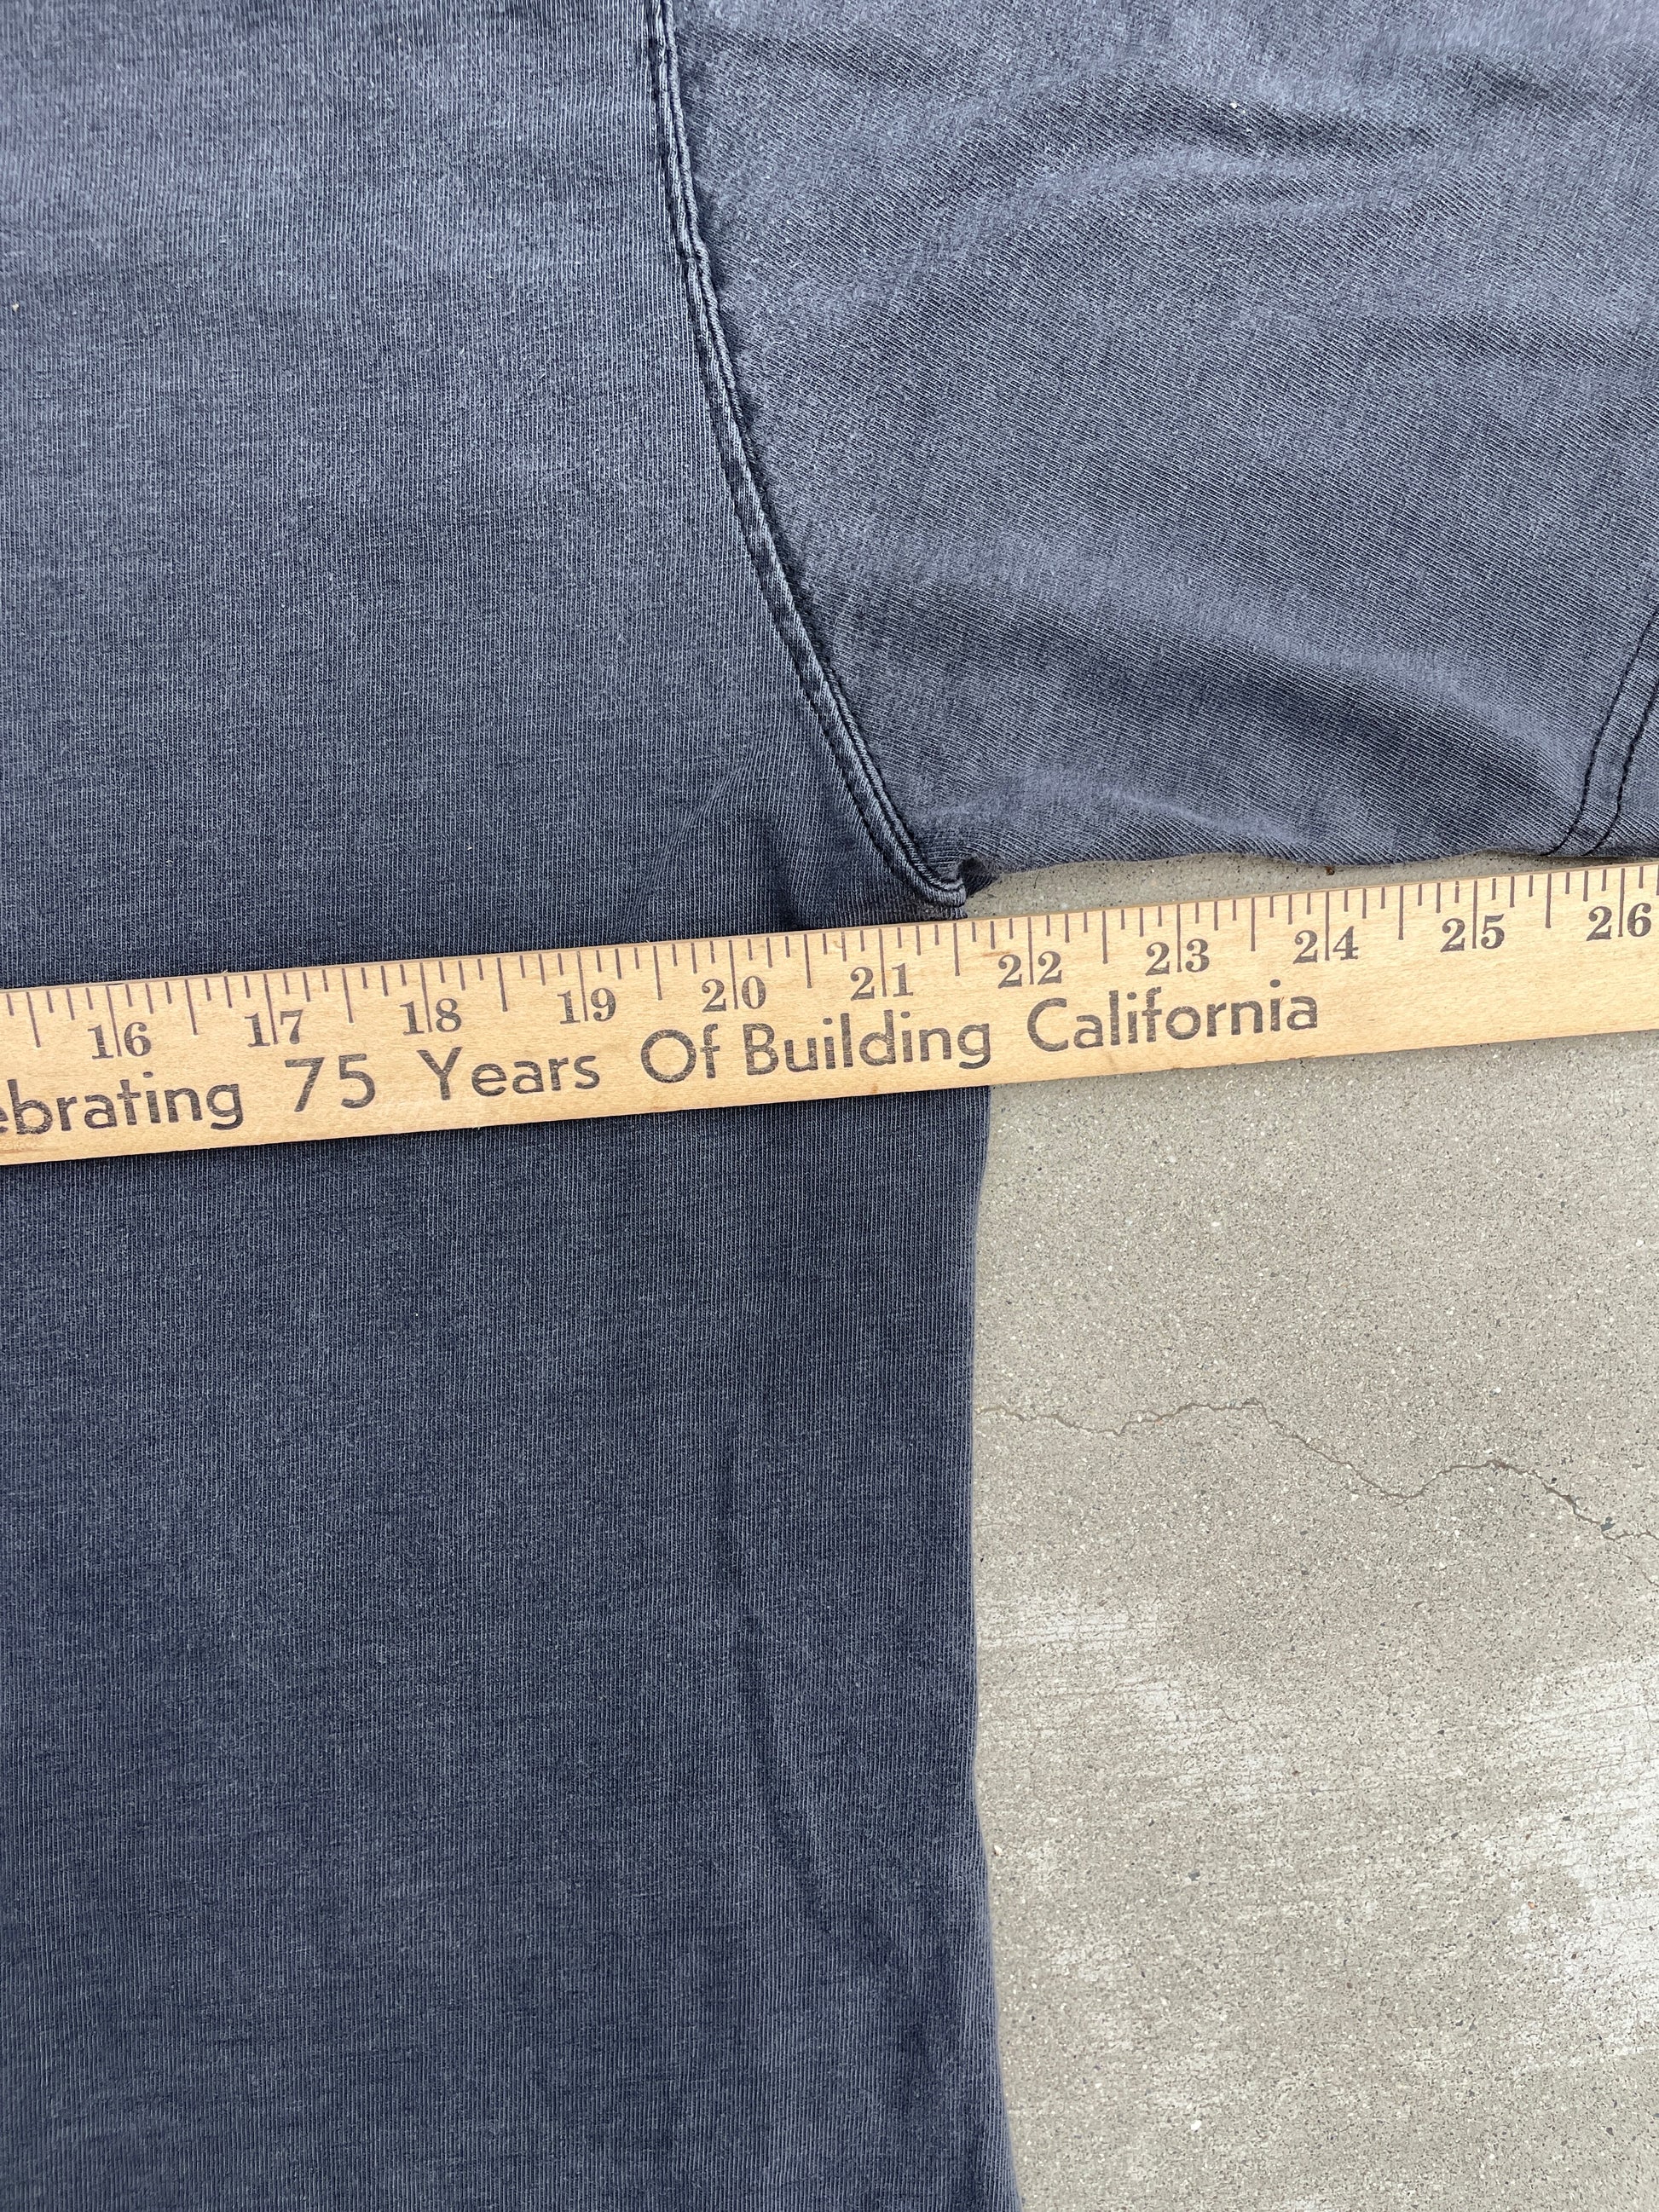 16 17 18 19 20 21 22 23 24 25 26
ebrating 75 Years Of Building California